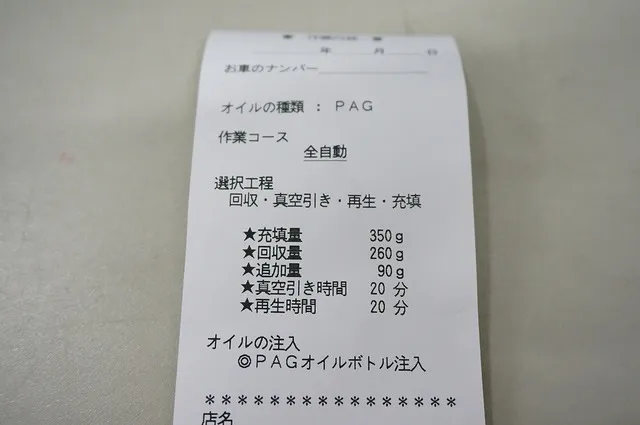 年 月 日
お車のナンバー
オイルの種類 : PAG
作業コース
全自動
選択工程
回収・真空引き・再生・充填
★充填量 350g
★回収量 260g
★追加量 90g
★真空引き時間 20 分
★再生時間 20 分
オイルの注入
◎PAGオイルボトル注入
****************
店名